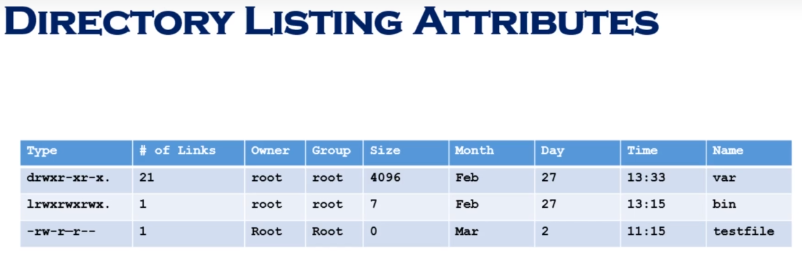 Directory Listing Attributes
Type # of Links Owner Group Size Month Day Time Name
drwxr-xr-x. 21 root root 4096 Feb 27 13:33 var
lrwxrwxrwx. 1 root root 7 Feb 27 13:15 bin
-rw-r—r-- 1 Root Root 0 Mar 2 11:15 testfile